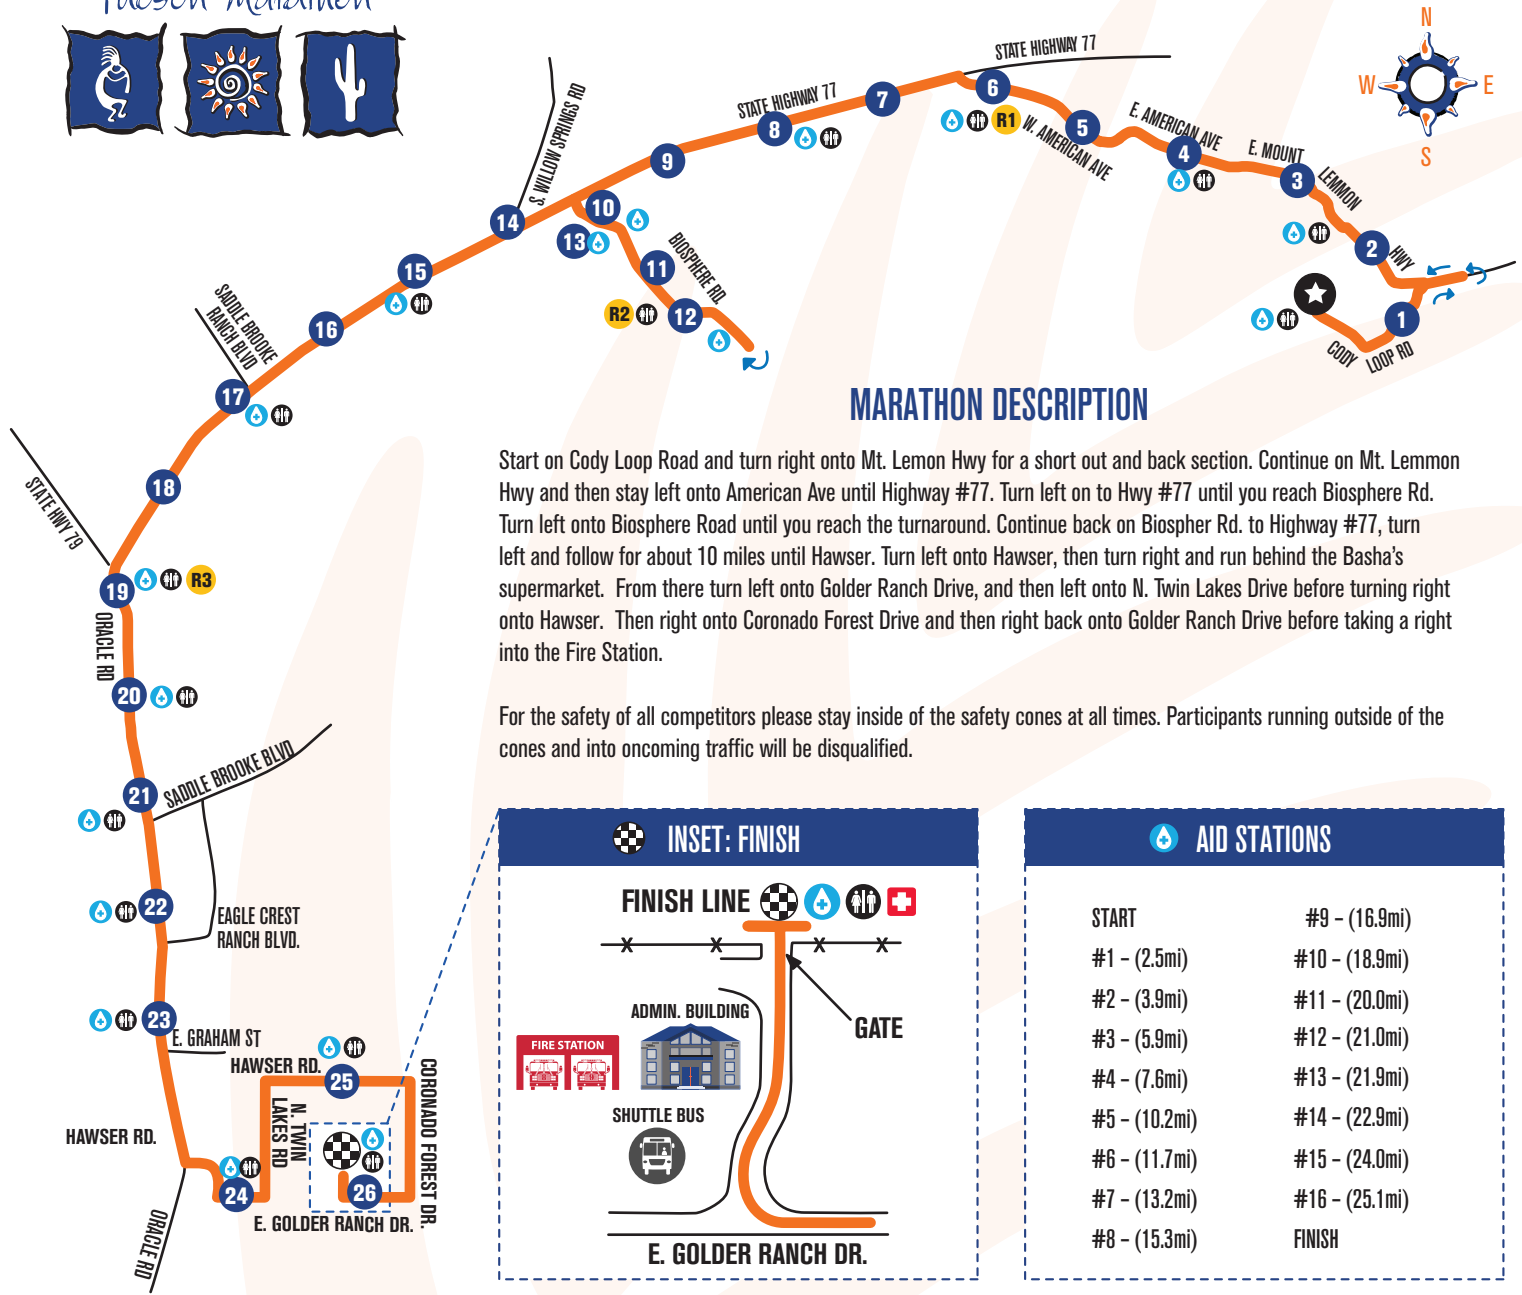 Tucson Marathon
N
W
E
S
STATE HIGHWAY 77
STATE HIGHWAY 77
S. WILLOW SPRINGS RD
7
6
R1
8
5
W. AMERICAN AVE
E. AMERICAN AVE
4
E. MOUNT
LEMMON
HWY
3
2
1
CODY
LOOP RD
9
10
13
11
BIOSPHERE RD.
R2
12
14
15
16
SADDLE BROOKE
RANCH BLVD
17
18
STATE HWY 79
19
R3
ORACLE RD
20
21
SADDLE BROOKE BLVD
22
EAGLE CREST
RANCH BLVD.
23
E. GRAHAM ST
HAWSER RD.
25
HAWSER RD.
N. TWIN
LAKES RD
CORONADO FOREST DR.
24
26
E. GOLDER RANCH DR.
ORACLE RD
MARATHON DESCRIPTION
Start on Cody Loop Road and turn right onto Mt. Lemon Hwy for a short out and back section. Continue on Mt. Lemmon
Hwy and then stay left onto American Ave until Highway #77. Turn left on to Hwy #77 until you reach Biosphere Rd.
Turn left onto Biosphere Road until you reach the turnaround. Continue back on Biospher Rd. to Highway #77, turn
left and follow for about 10 miles until Hawser. Turn left onto Hawser, then turn right and run behind the Basha's
supermarket. From there turn left onto Golder Ranch Drive, and then left onto N. Twin Lakes Drive before turning right
onto Hawser. Then right onto Coronado Forest Drive and then right back onto Golder Ranch Drive before taking a right
into the Fire Station.
For the safety of all competitors please stay inside of the safety cones at all times. Participants running outside of the
cones and into oncoming traffic will be disqualified.
INSET: FINISH
FINISH LINE
X X X X
GATE
ADMIN. BUILDING
FIRE STATION
SHUTTLE BUS
E. GOLDER RANCH DR.
AID STATIONS
START
#1 – (2.5mi)
#2 – (3.9mi)
#3 – (5.9mi)
#4 – (7.6mi)
#5 – (10.2mi)
#6 – (11.7mi)
#7 – (13.2mi)
#8 – (15.3mi)
#9 – (16.9mi)
#10 – (18.9mi)
#11 – (20.0mi)
#12 – (21.0mi)
#13 – (21.9mi)
#14 – (22.9mi)
#15 – (24.0mi)
#16 – (25.1mi)
FINISH